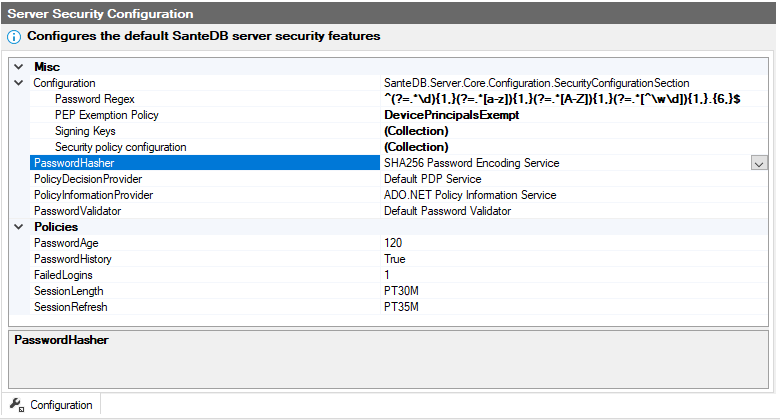 Server Security Configuration
Configures the default SanteDB server security features
Misc
Configuration SanteDB.Server.Core.Configuration.SecurityConfigurationSection
Password Regex ^(?=.*\d){1,}(?=.*[a-z]){1,}(?=.*[A-Z]){1,}(?=.*[^\w\d]){1,}.{6,}$
PEP Exemption Policy DevicePrincipalsExempt
Signing Keys (Collection)
Security policy configuration (Collection)
PasswordHasher SHA256 Password Encoding Service
PolicyDecisionProvider Default PDP Service
PolicyInformationProvider ADO.NET Policy Information Service
PasswordValidator Default Password Validator
Policies
PasswordAge 120
PasswordHistory True
FailedLogins 1
SessionLength PT30M
SessionRefresh PT35M
PasswordHasher
Configuration